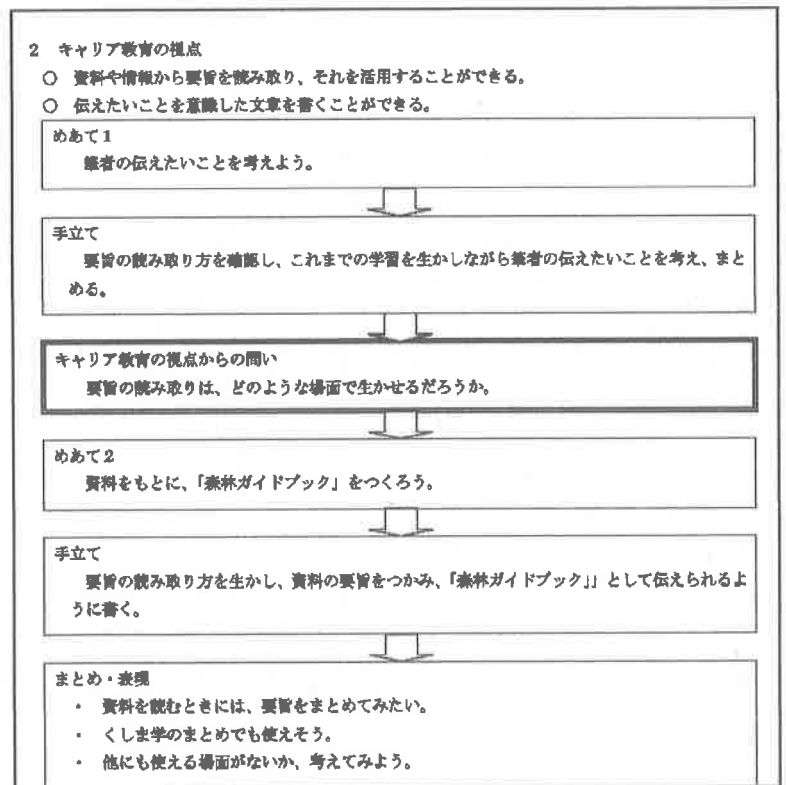 2 キャリア教育の視点
○ 資料や情報から要旨を読み取り、それを活用することができる。
○ 伝えたいことを意識した文章を書くことができる。
めあて1
筆者の伝えたいことを考えよう。
手立て
要旨の読み取り方を確認し、これまでの学習を生かしながら筆者の伝えたいことを考え、まと
める。
キャリア教育の視点からの問い
要旨の読み取りは、どのような場面で生かせるだろうか。
めあて2
資料をもとに、「森林ガイドブック」をつくろう。
手立て
要旨の読み取り方を生かし、資料の要旨をつかみ、「森林ガイドブック」」として伝えられるよ
うに書く。
まとめ・表現
・ 資料を読むときには、要旨をまとめてみたい。
・ くしま学のまとめでも使えそう。
・ 他にも使える場面がないか、考えてみよう。